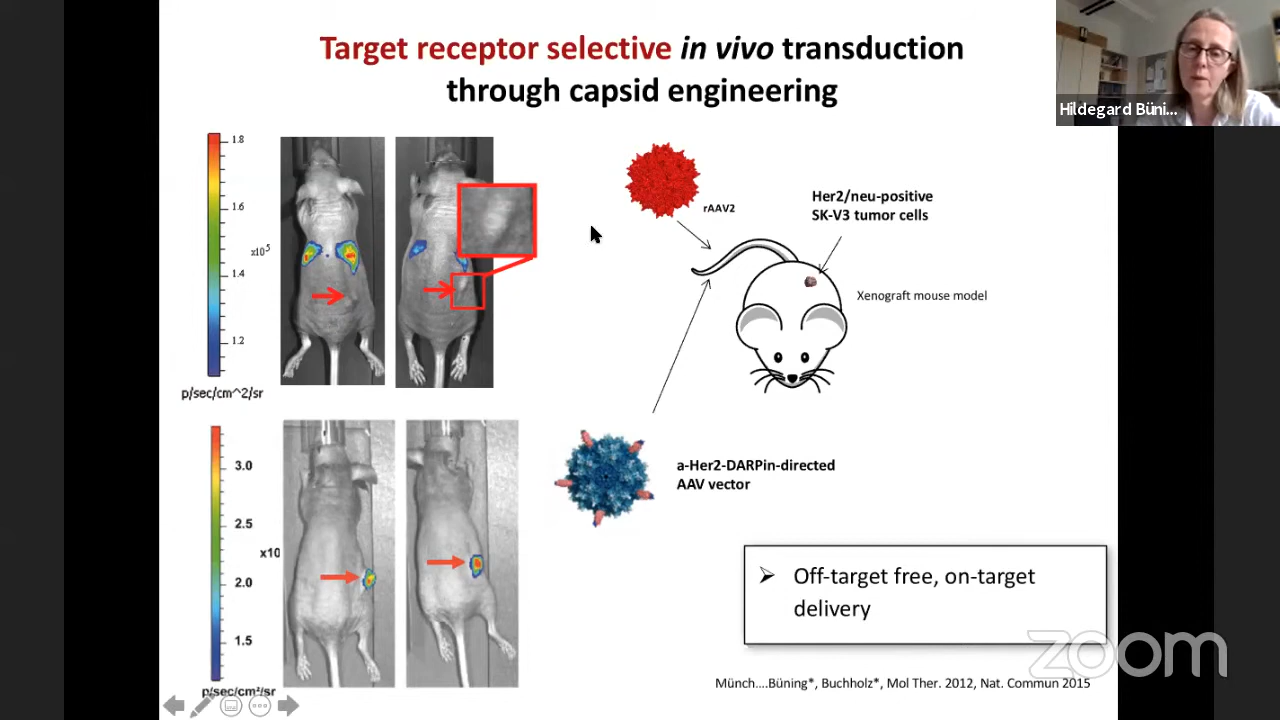 Target receptor selective in vivo transduction
through capsid engineering
Hildegard Büni...
1.8
1.6
x10^5
1.4
1.2
p/sec/cm^2/sr
rAAV2
Her2/neu-positive
SK-V3 tumor cells
Xenograft mouse model
3.0
2.5
x10
2.0
1.5
p/sec/cm²/sr
a-Her2-DARPin-directed
AAV vector
➢ Off-target free, on-target
delivery
zoom
Münch....Büning*, Buchholz*, Mol Ther. 2012, Nat. Commun 2015